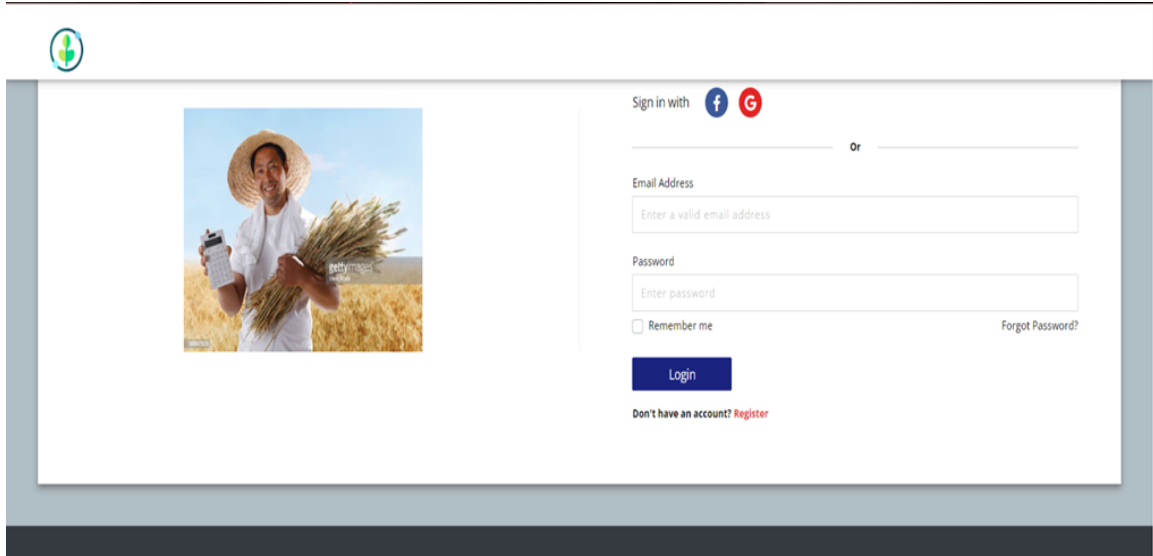 Sign in with
Or
Email Address
Enter a valid email address
Password
Enter password
Remember me
Forgot Password?
Login
Don't have an account? Register
gettyimages